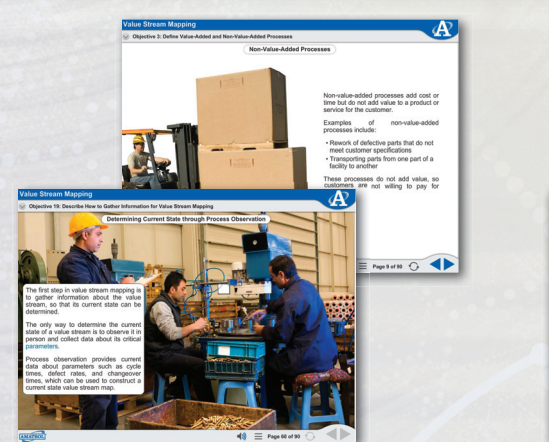 Value Stream Mapping
Objective 3: Define Value-Added and Non-Value-Added Processes
A
Non-Value-Added Processes
Non-value-added processes add cost or
time but do not add value to a product or
service for the customer.
Examples of non-value-added
processes include:
• Rework of defective parts that do not
meet customer specifications
• Transporting parts from one part of a
facility to another
These processes do not add value, so
customers are not willing to pay for
Page 9 of 90
Value Stream Mapping
Objective 19: Describe How to Gather Information for Value Stream Mapping
A
Determining Current State through Process Observation
The first step in value stream mapping is
to gather information about the value
stream, so that its current state can be
determined.
The only way to determine the current
state of a value stream is to observe it in
person and collect data about its critical
parameters.
Process observation provides current
data about parameters such as cycle
times, defect rates, and changeover
times, which can be used to construct a
current state value stream map.
AMATROL
Page 60 of 90